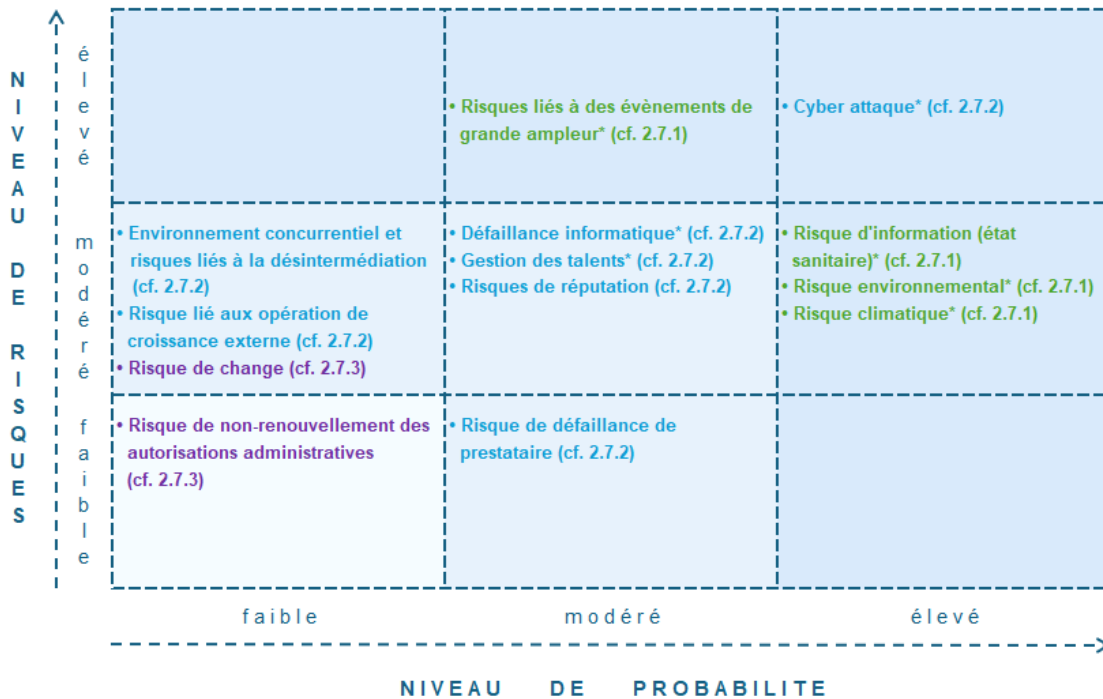 NIVEAU DE RISQUES
élevé
• Risques liés à des évènements de
grande ampleur* (cf. 2.7.1)
• Cyber attaque* (cf. 2.7.2)
modéré
• Environnement concurrentiel et
risques liés à la désintermédiation
(cf. 2.7.2)
• Risque lié aux opération de
croissance externe (cf. 2.7.2)
• Risque de change (cf. 2.7.3)
• Défaillance informatique* (cf. 2.7.2)
• Gestion des talents* (cf. 2.7.2)
• Risques de réputation (cf. 2.7.2)
• Risque d'information (état
sanitaire)* (cf. 2.7.1)
• Risque environnemental* (cf. 2.7.1)
• Risque climatique* (cf. 2.7.1)
faible
• Risque de non-renouvellement des
autorisations administratives
(cf. 2.7.3)
• Risque de défaillance de
prestataire (cf. 2.7.2)
faible
modéré
élevé
NIVEAU DE PROBABILITE